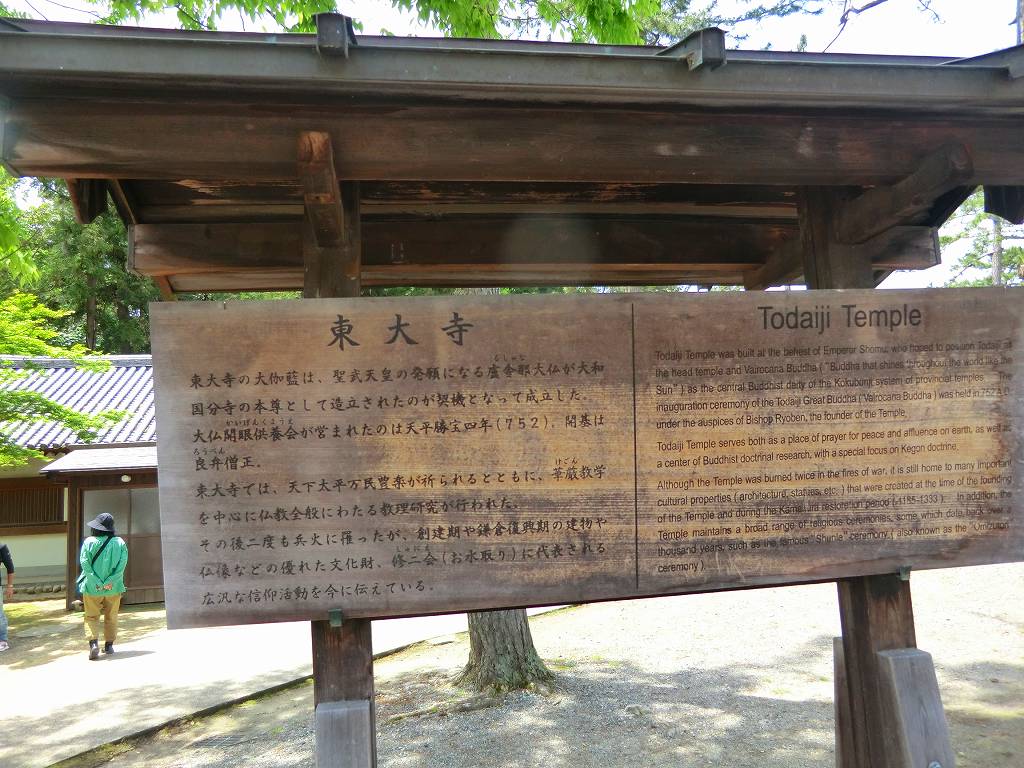 東大寺
東大寺の大伽藍は、聖武天皇の発願になる盧舎那大仏が大和
国分寺の本尊として造立されたのが契機となって成立した。
大仏開眼供養会が営まれたのは天平勝宝四年(752)、開基は
良弁僧正。
東大寺では、天下太平万民豊楽が祈られるとともに、華厳教学
を中心に仏教全般にわたる教理研究が行われた。
その後二度も兵火に罹ったが、創建期や鎌倉復興期の建物や
仏像などの優れた文化財、修二会(お水取り)に代表される
広汎な信仰活動を今に伝えている。
Todaiji Temple
Todaiji Temple was built at the behest of Emperor Shomu, who hoped to position Todaiji as
the head temple and Vairocana Buddha ( "Buddha that shines throughout the world like the
Sun" ) as the central Buddhist deity of the Kokubunji system of provincial temples. The
inauguration ceremony of the Todaiji Great Buddha ( Vairocana Buddha ) was held in 752
under the auspices of Bishop Ryoben, the founder of the Temple.
Todaiji Temple serves both as a place of prayer for peace and affluence on earth, as well as
a center of Buddhist doctrinal research, with a special focus on Kegon doctrine.
Although the Temple was burned twice in the fires of war, it is still home to many important
cultural properties ( architecture, statues, etc. ) that were created at the time of the founding
of the Temple and during the Kamakura restoration period ( 1185-1333 ). In addition, the
Temple maintains a broad range of religious ceremonies, some which date back over a
thousand years, such as the famous "Shunie" ceremony ( also known as the "Omizutori"
ceremony ).